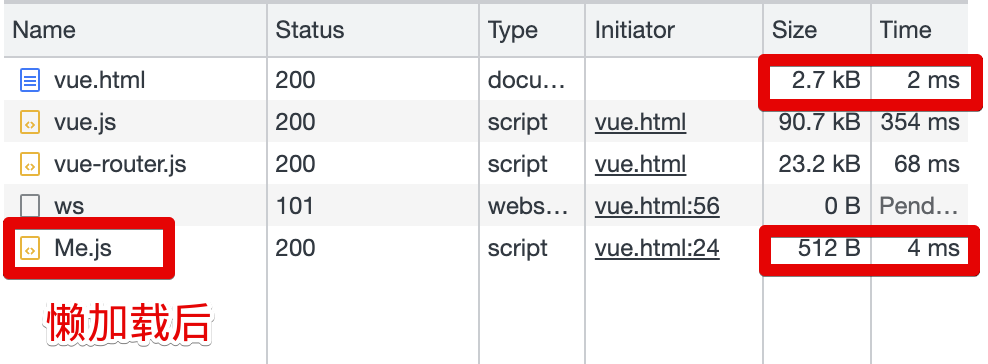 Name Status Type Initiator Size Time
vue.html 200 docu... 2.7 kB 2 ms
vue.js 200 script vue.html 90.7 kB 354 ms
vue-router.js 200 script vue.html 23.2 kB 68 ms
ws 101 webs... vue.html:56 0 B Pend...
Me.js 200 script vue.html:24 512 B 4 ms
懒加载后